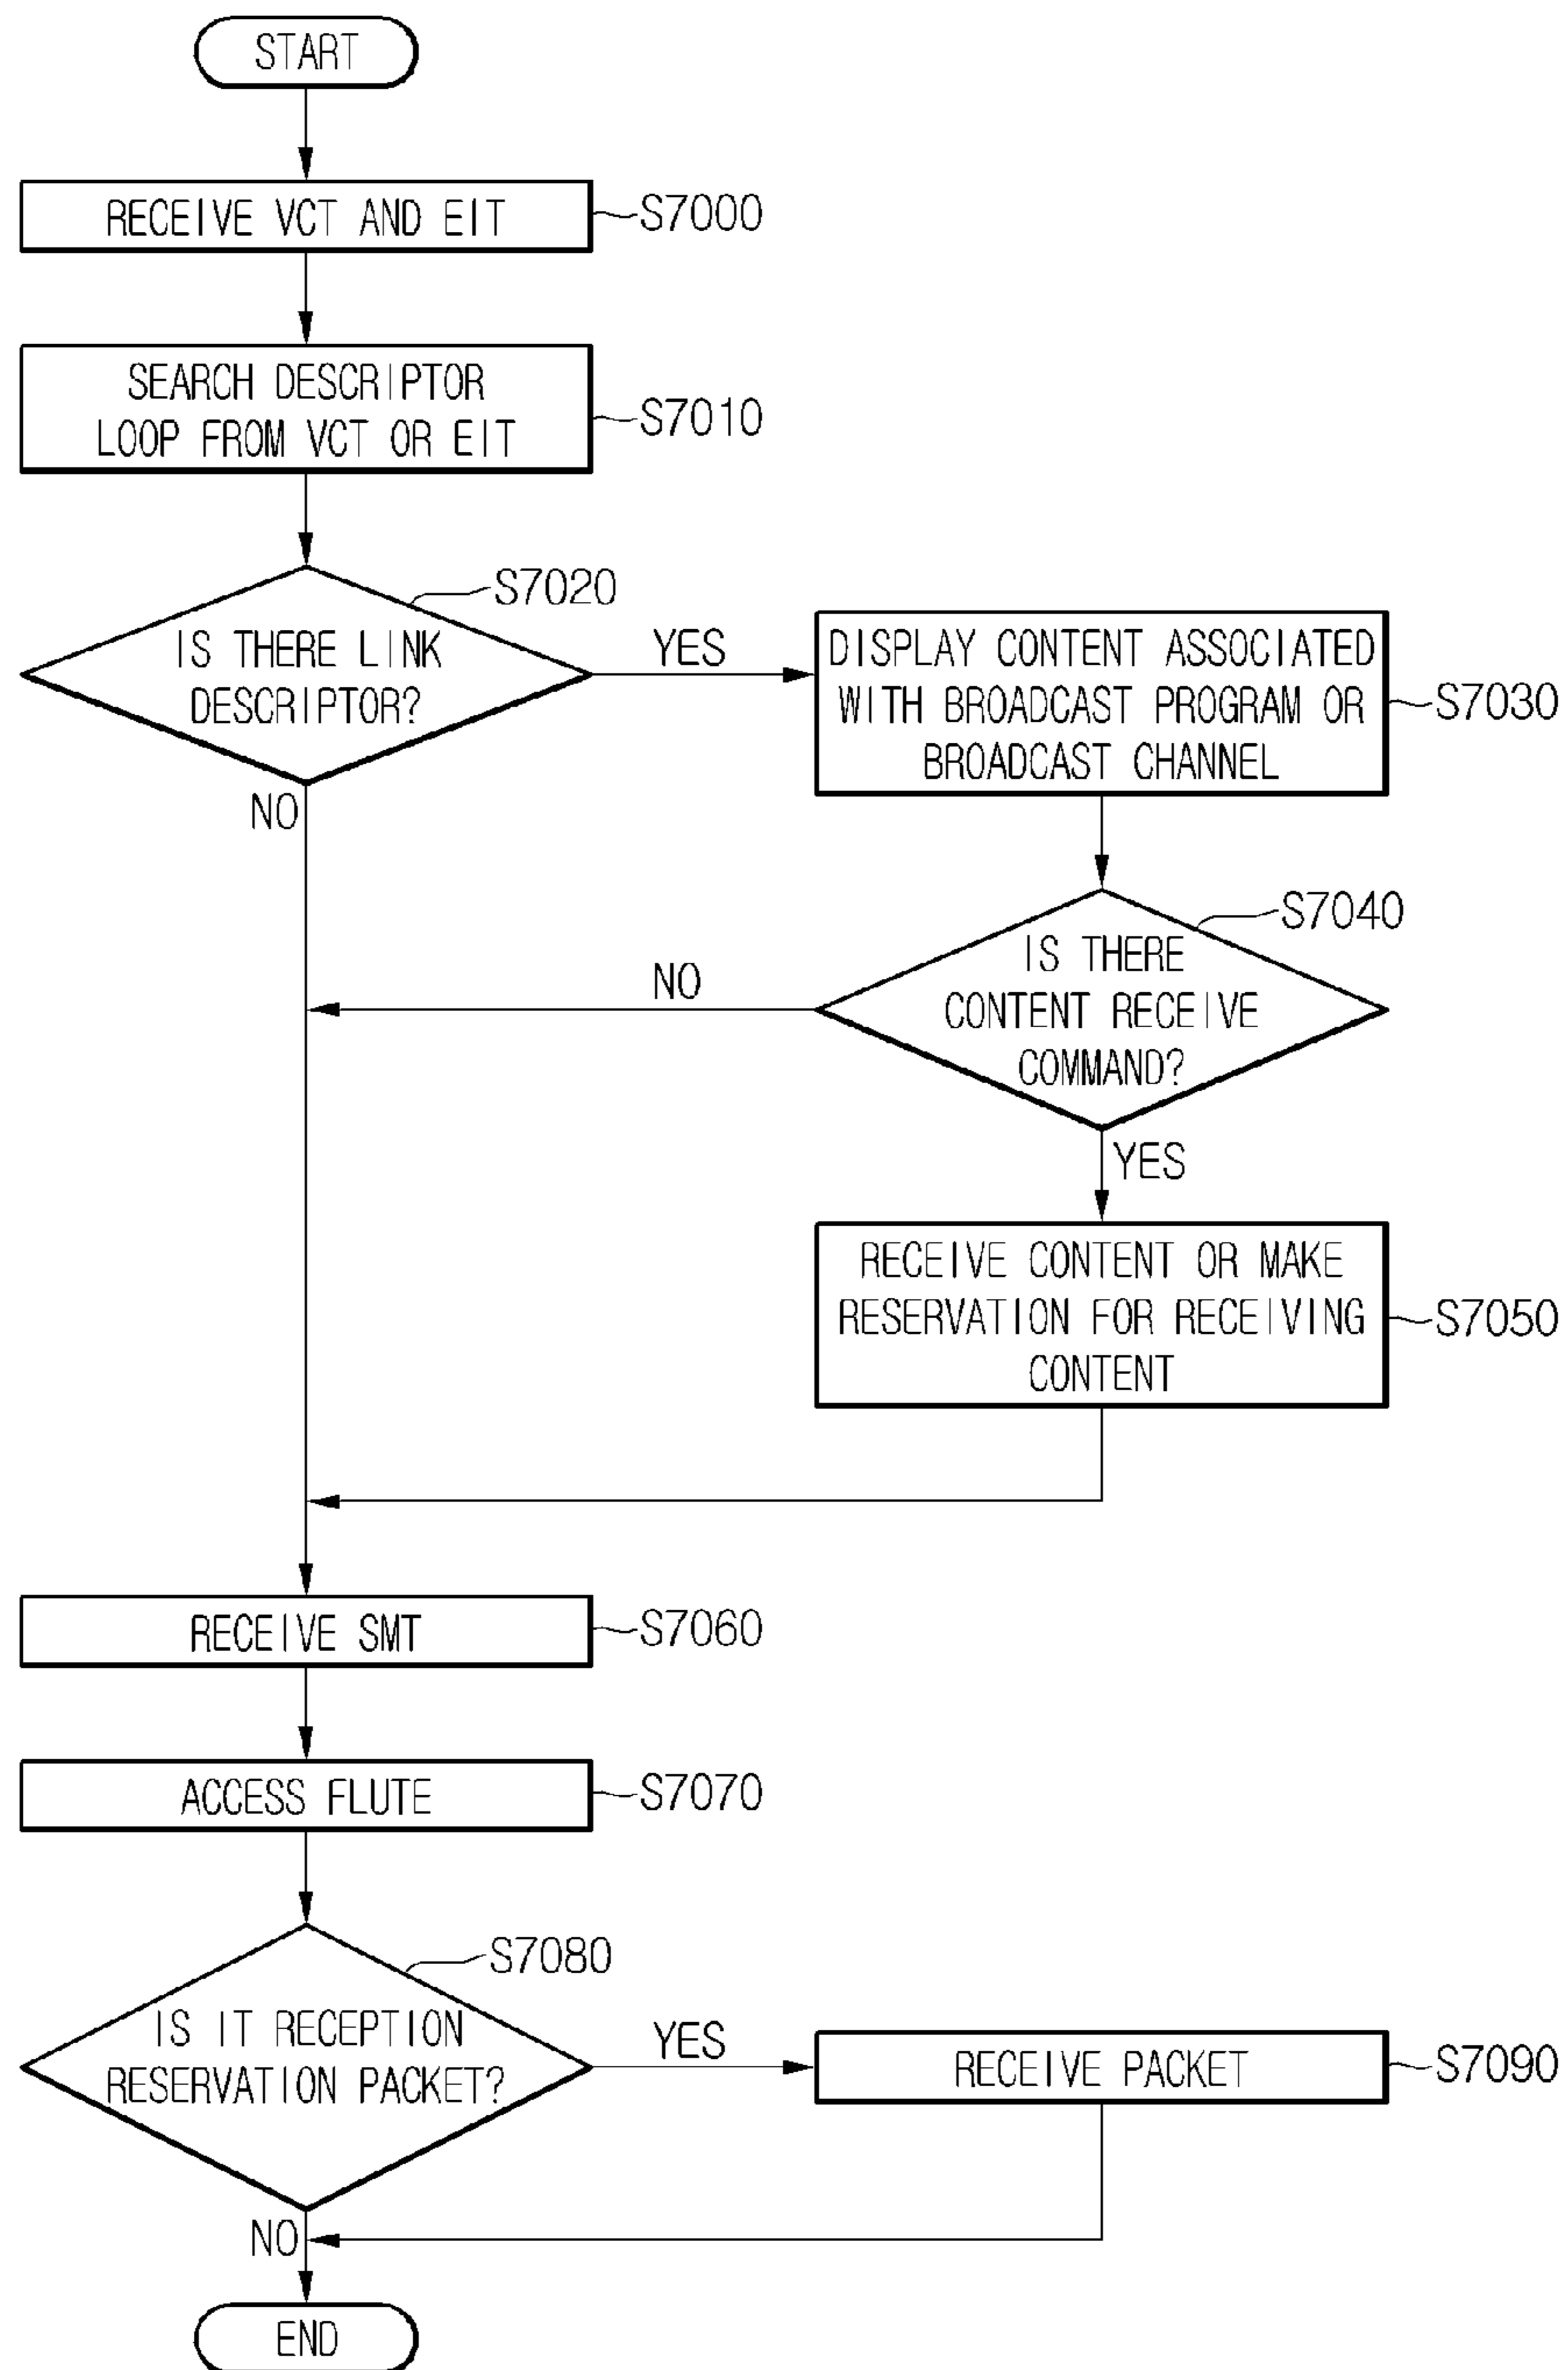 START
RECEIVE VCT AND EIT
S7000
SEARCH DESCRIPTOR
LOOP FROM VCT OR EIT
S7010
S7020
IS THERE LINK
DESCRIPTOR?
YES
NO
DISPLAY CONTENT ASSOCIATED
WITH BROADCAST PROGRAM OR
BROADCAST CHANNEL
S7030
S7040
IS THERE
CONTENT RECEIVE
COMMAND?
NO
YES
RECEIVE CONTENT OR MAKE
RESERVATION FOR RECEIVING
CONTENT
S7050
RECEIVE SMT
S7060
ACCESS FLUTE
S7070
S7080
IS IT RECEPTION
RESERVATION PACKET?
YES
RECEIVE PACKET
S7090
NO
END